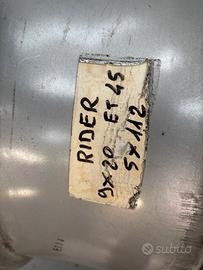 RIDER
9X20 ET 45
5X112
subito